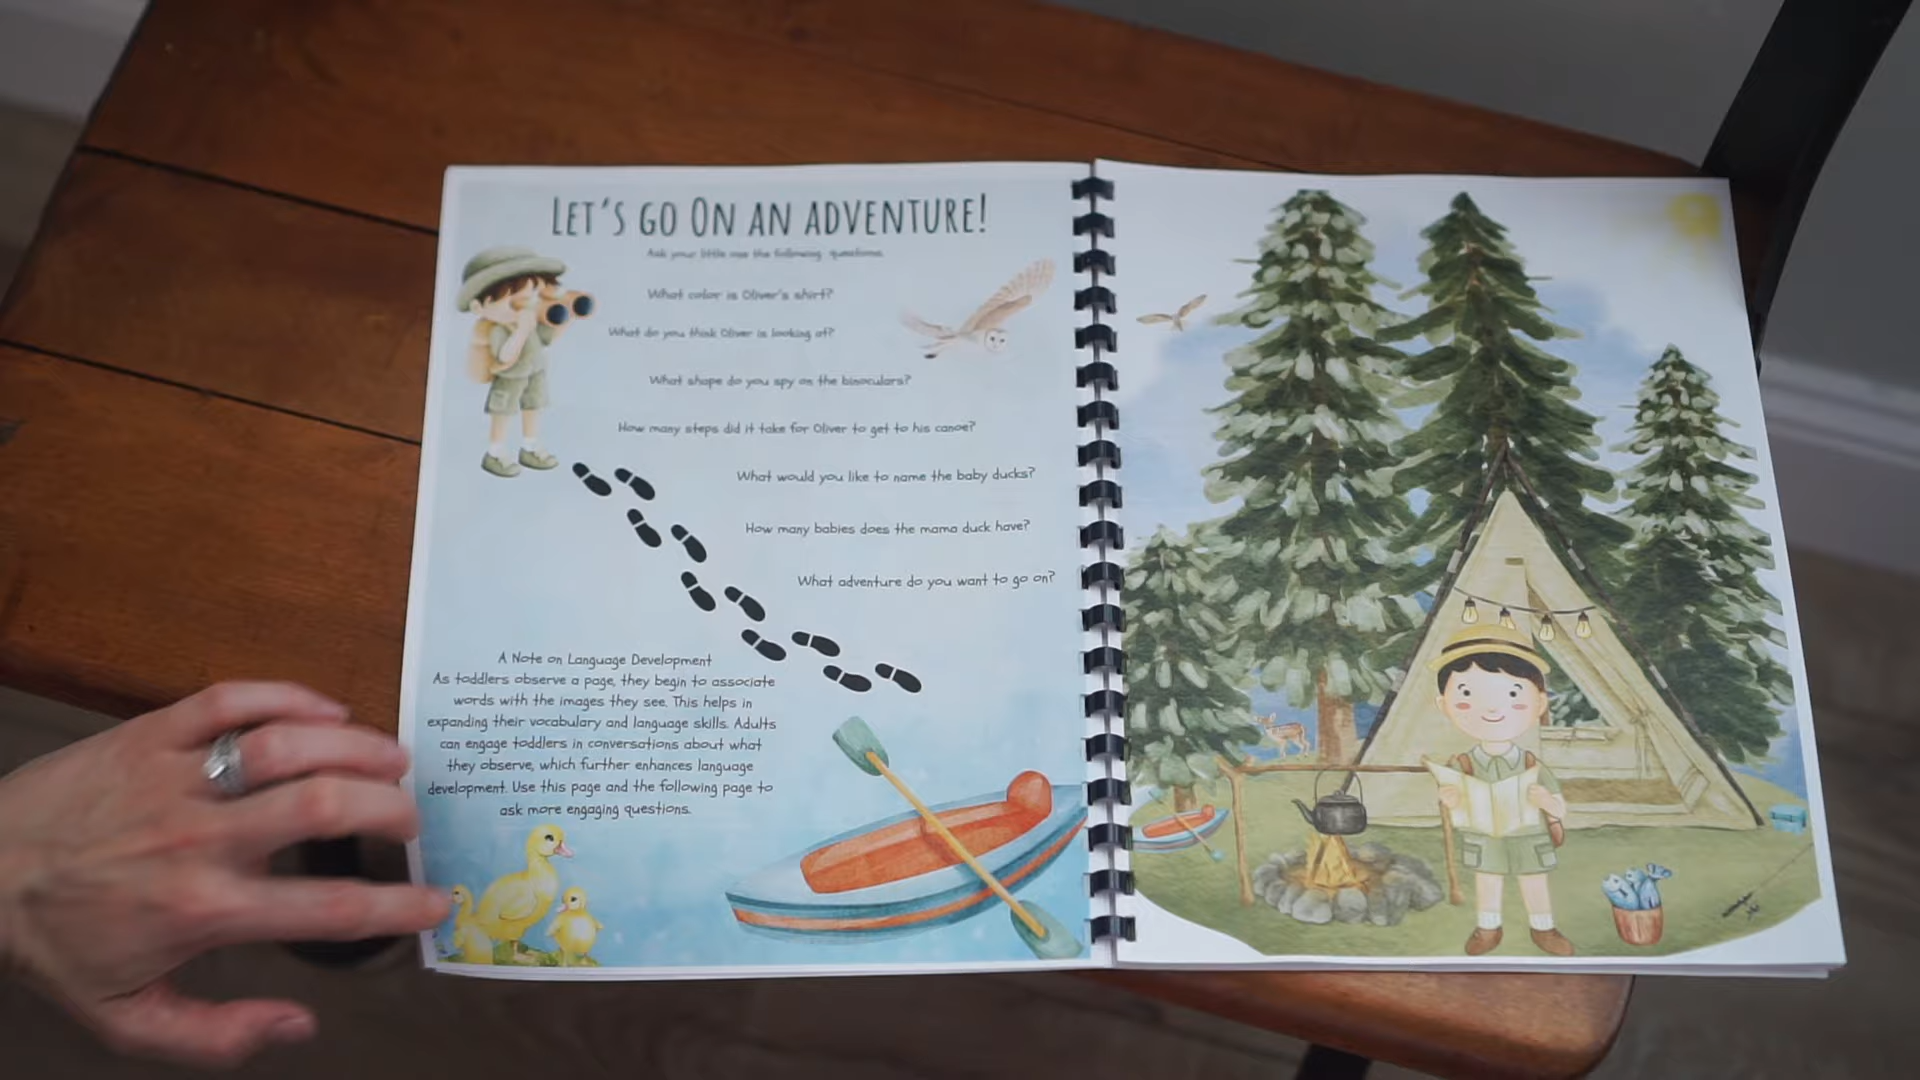 LET'S GO ON AN ADVENTURE!
Ask your little one the following questions.
What color is Oliver's shirt?
What do you think Oliver is looking at?
What shape do you spy on the binoculars?
How many steps did it take for Oliver to get to his canoe?
What would you like to name the baby ducks?
How many babies does the mama duck have?
What adventure do you want to go on?
A Note on Language Development
As toddlers observe a page, they begin to associate
words with the images they see. This helps in
expanding their vocabulary and language skills. Adults
can engage toddlers in conversations about what
they observe, which further enhances language
development. Use this page and the following page to
ask more engaging questions.